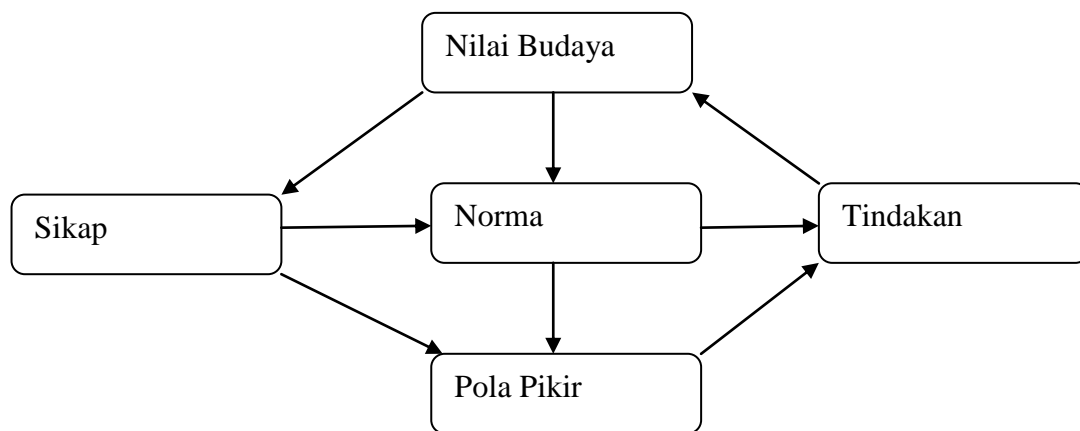 Nilai Budaya
Sikap
Norma
Tindakan
Pola Pikir